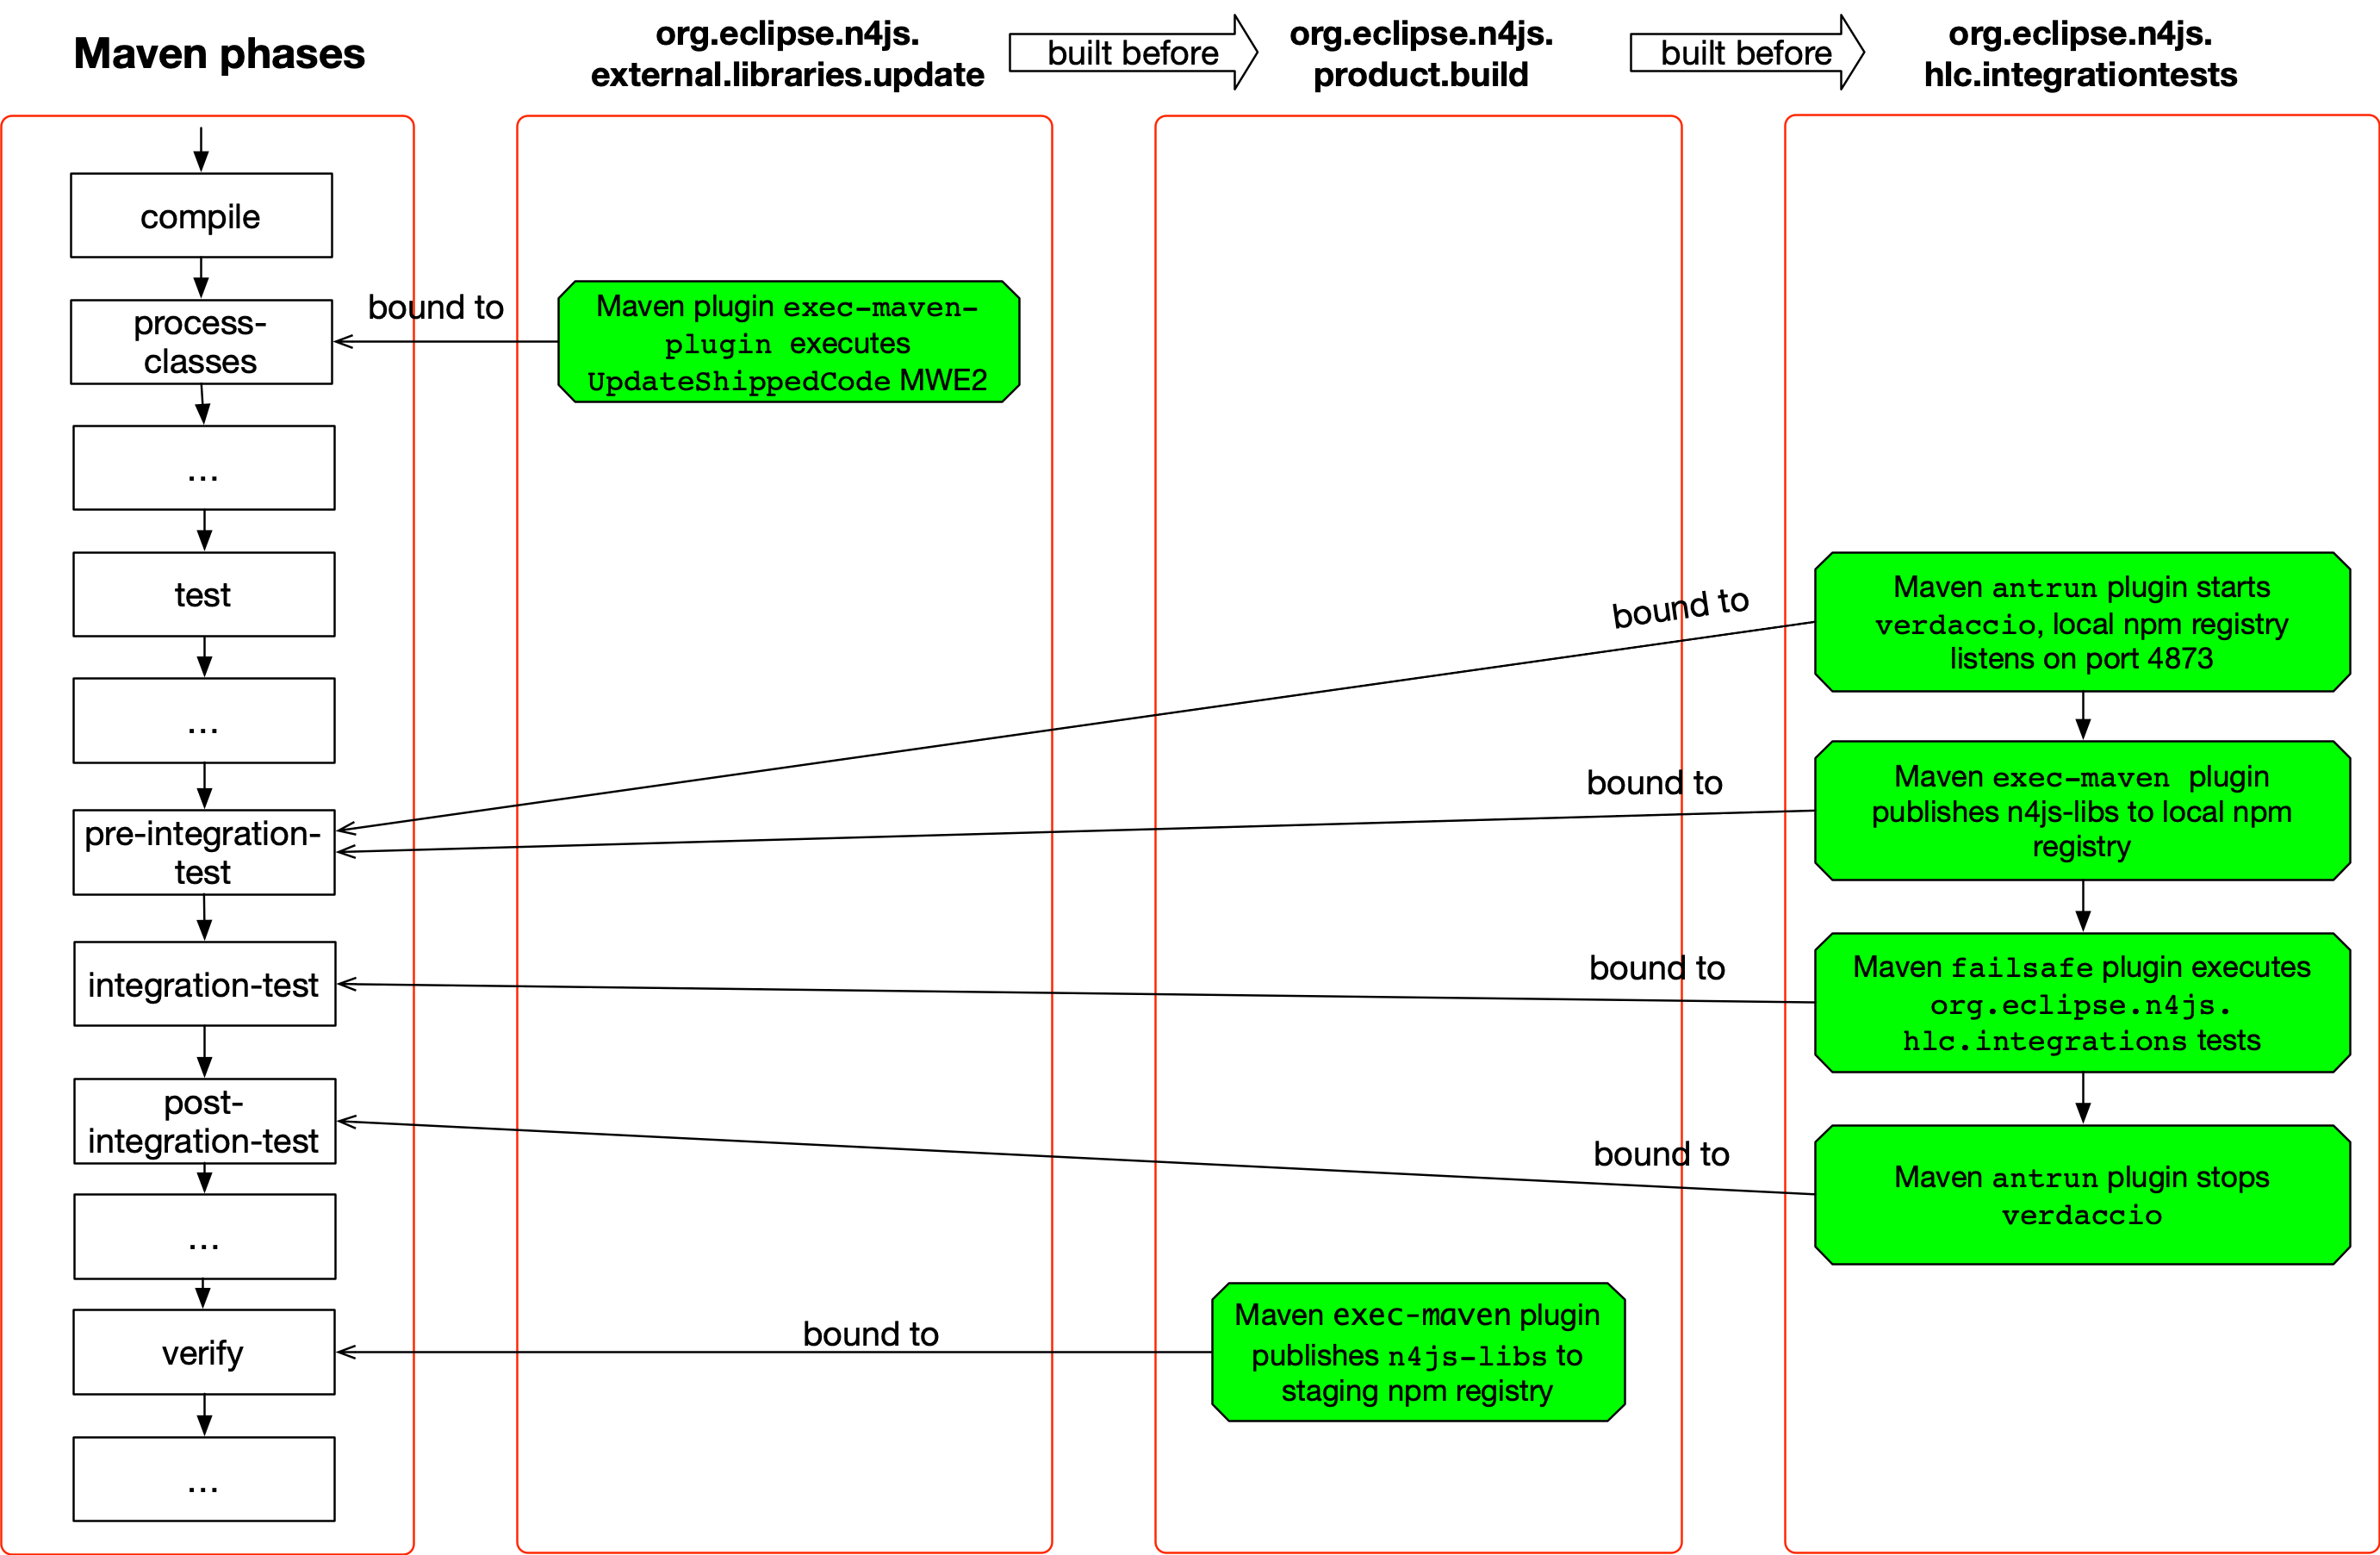 Maven phases
org.eclipse.n4js.
external.libraries.update
built before
org.eclipse.n4js.
product.build
built before
org.eclipse.n4js.
hlc.integrationtests
compile
process-
classes
...
test
...
pre-integration-
test
integration-test
post-
integration-test
...
verify
...
bound to
Maven plugin exec-maven-
plugin executes
UpdateShippedCode MWE2
bound to
Maven antrun plugin starts
verdaccio, local npm registry
listens on port 4873
bound to
Maven exec-maven plugin
publishes n4js-libs to local npm
registry
bound to
Maven failsafe plugin executes
org.eclipse.n4js.
hlc.integrations tests
bound to
Maven antrun plugin stops
verdaccio
bound to
Maven exec-maven plugin
publishes n4js-libs to
staging npm registry